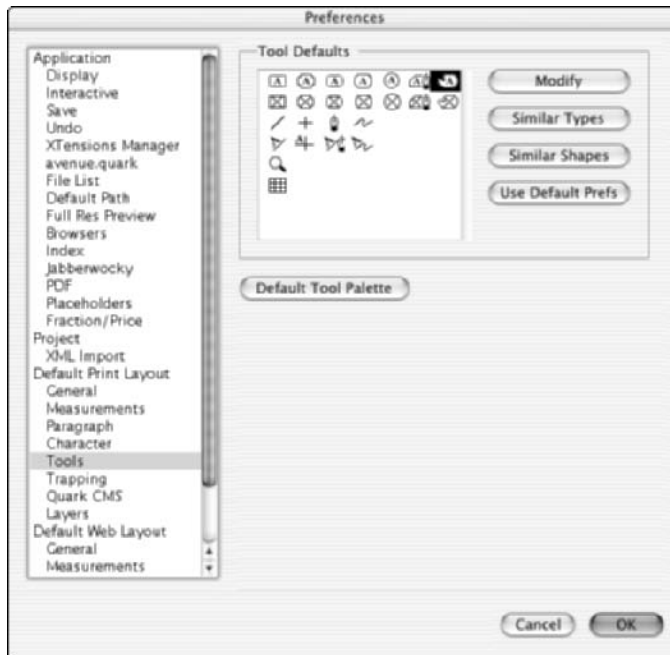 Preferences
Application
Display
Interactive
Save
Undo
XTensions Manager
avenue.quark
File List
Default Path
Full Res Preview
Browsers
Index
Jabberwocky
PDF
Placeholders
Fraction/Price
Project
XML Import
Default Print Layout
General
Measurements
Paragraph
Character
Tools
Trapping
Quark CMS
Layers
Default Web Layout
General
Measurements
Tool Defaults
Modify
Similar Types
Similar Shapes
Use Default Prefs
Default Tool Palette
Cancel
OK